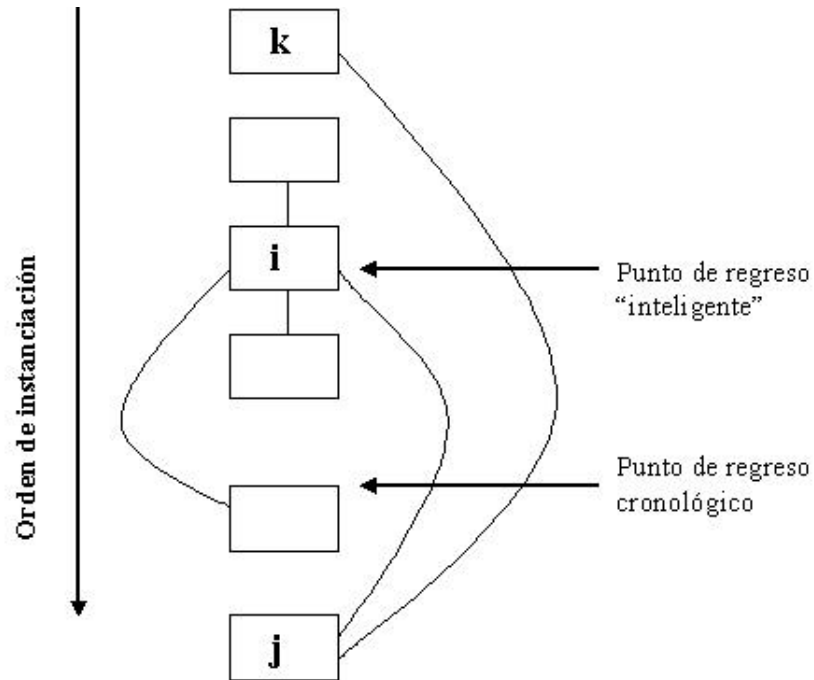 k
i
Punto de regreso
“inteligente”
Orden de instanciación
Punto de regreso
cronológico
j